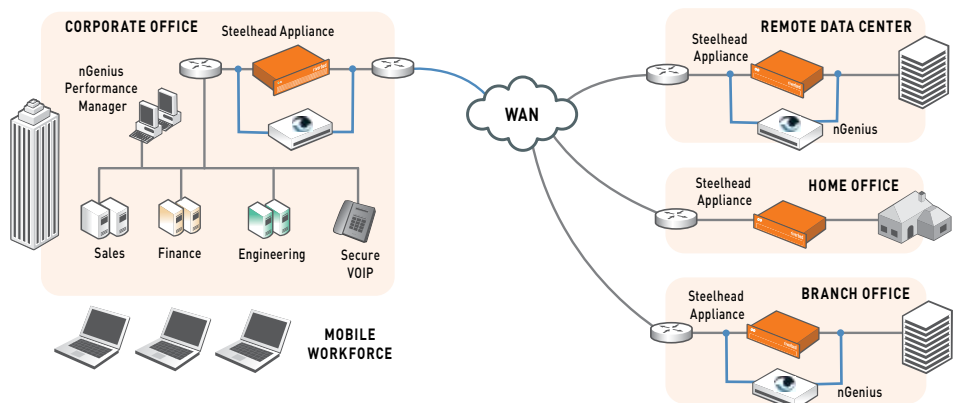 CORPORATE OFFICE
Steelhead Appliance
nGenius
Performance
Manager
Sales
Finance
Engineering
Secure
VOIP
MOBILE
WORKFORCE
WAN
REMOTE DATA CENTER
Steelhead
Appliance
nGenius
HOME OFFICE
Steelhead
Appliance
BRANCH OFFICE
Steelhead
Appliance
nGenius